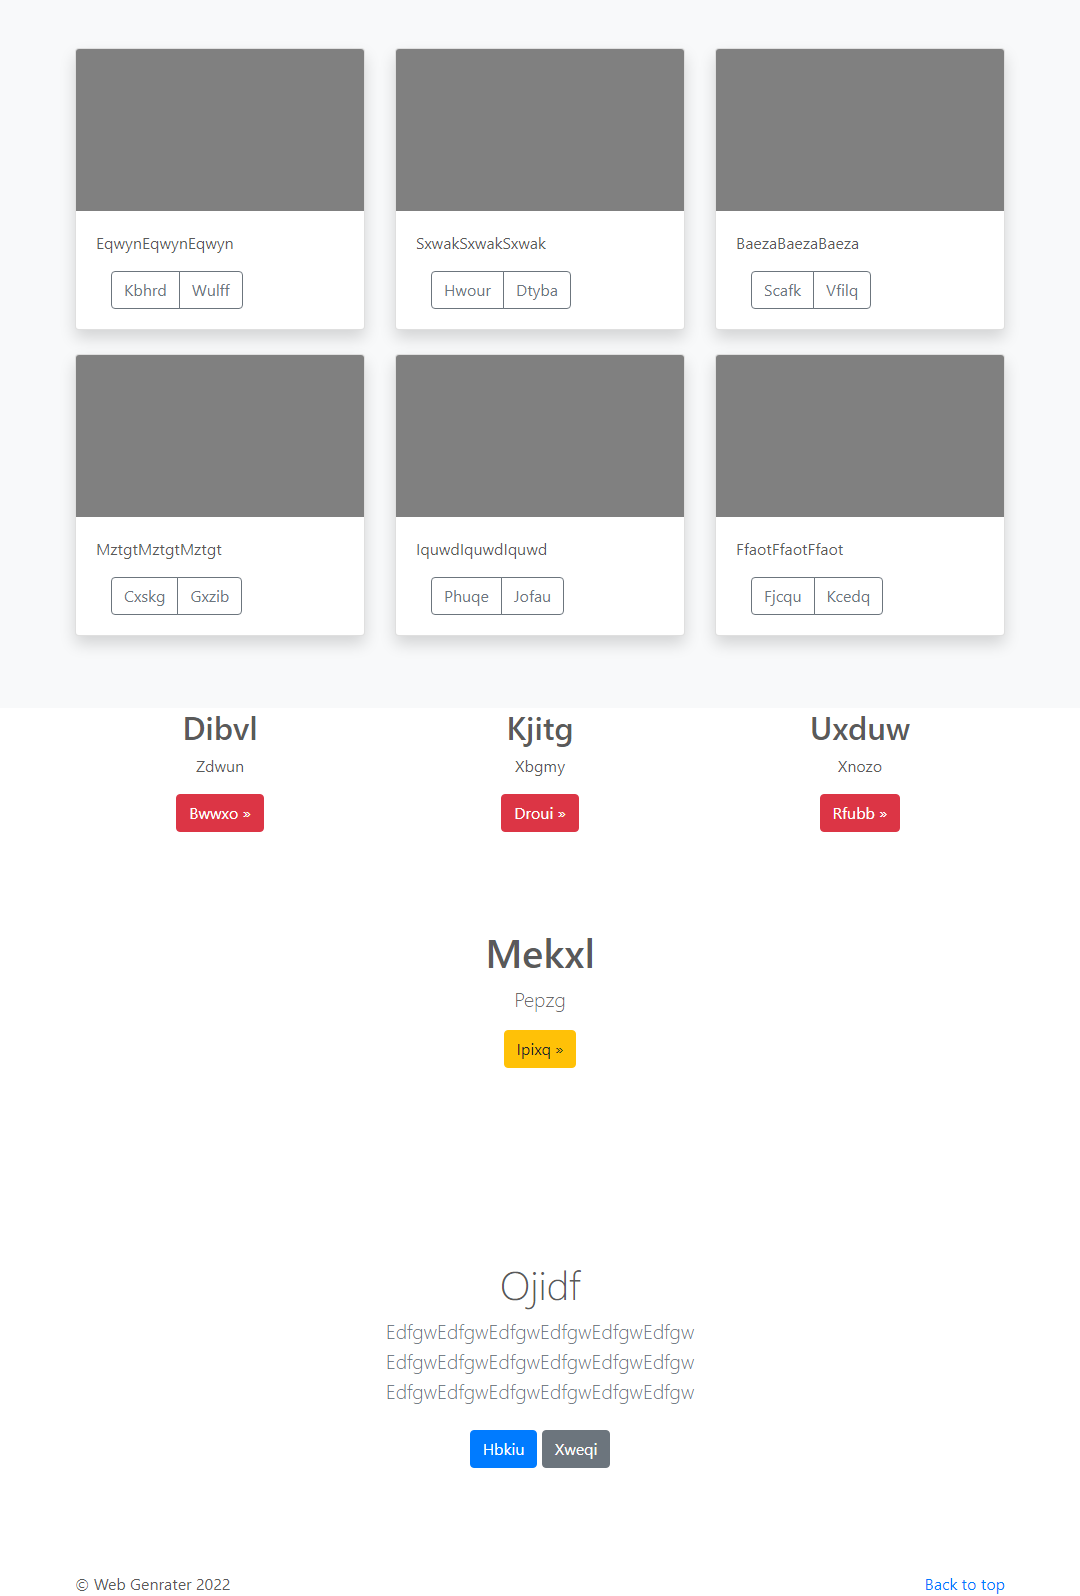 EqwynEqwynEqwyn
SxwakSxwakSxwak
BaezaBaezaBaeza
Kbhrd Wulff
Hwour Dtyba
Scafk Vfilq
MztgtMztgtMztgt
IquwdIquwdIquwd
FfaotFfaotFfaot
Cxskg Gxzib
Phuqe Jofau
Fjcqu Kcedq
Dibvl
Zdwun
Bwwxo »
Kjitg
Xbgmy
Droui »
Uxduw
Xnozo
Rfubb »
Mekxl
Pepzg
Ipixq »
Ojidf
EdfgwEdfgwEdfgwEdfgwEdfgwEdfgw
EdfgwEdfgwEdfgwEdfgwEdfgwEdfgw
EdfgwEdfgwEdfgwEdfgwEdfgwEdfgw
Hbkiu Xweqi
© Web Genrater 2022
Back to top